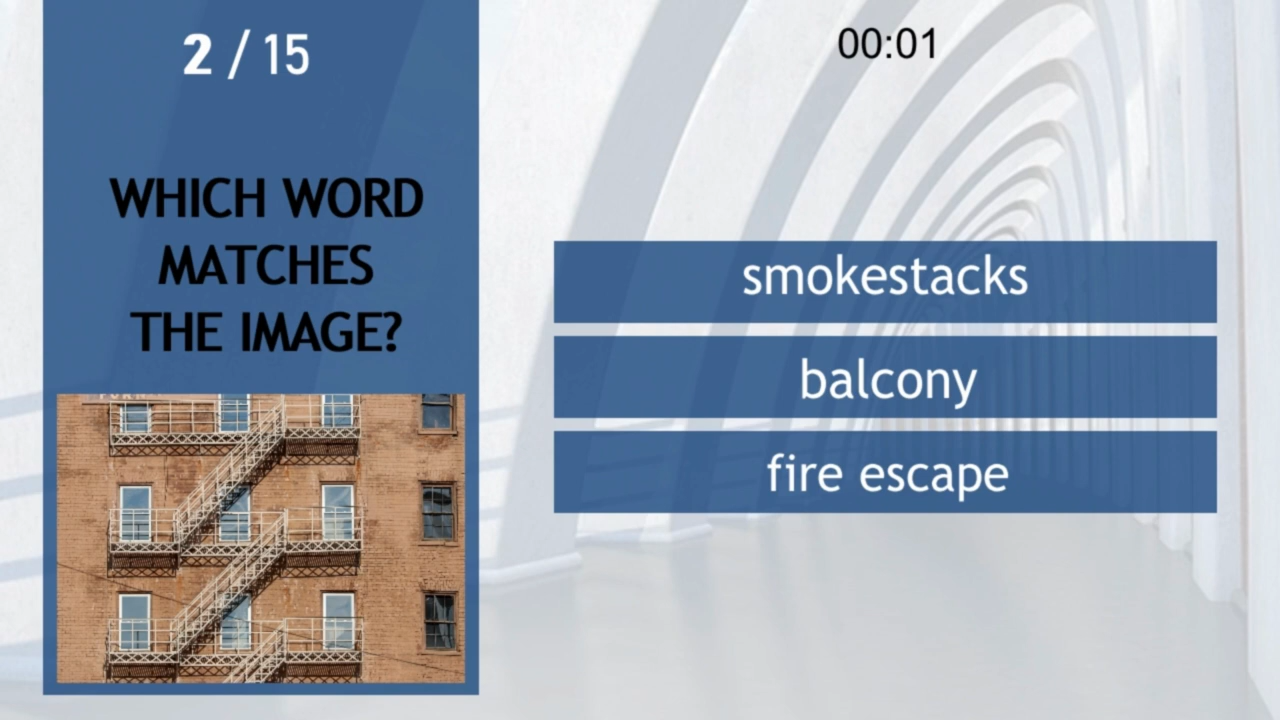 2 / 15
00:01
WHICH WORD
MATCHES
THE IMAGE?
smokestacks
balcony
fire escape